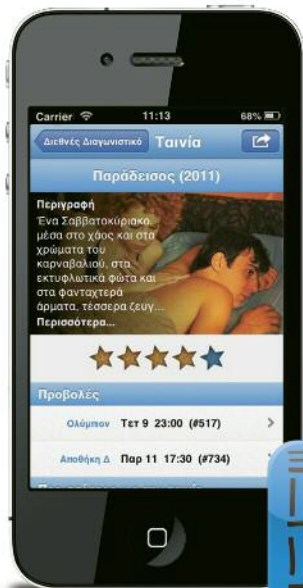 Carrier 11:13 68%
Διεθνές Διαγωνιστικό Ταινία
Παράδεισος (2011)
Περιγραφή
Ένα Σαββατοκύριακο,
μέσα στο χάος και στα
χρώματα του
καρναβαλιού, στα
εκτυφλωτικά φώτα και
στα φανταχτερά
άρματα, τέσσερα ζευγ...
Περισσότερα...
Προβολές
Ολύμπιον Τετ 9 23:00 (#517)
Αποθήκη Δ Παρ 11 17:30 (#734)